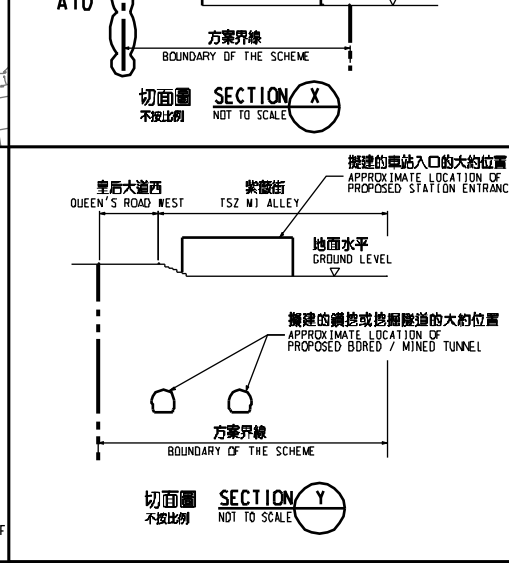 A10
方案界線
BOUNDARY OF THE SCHEME
切面圖 SECTION X
不按比例 NOT TO SCALE
擬建的車站入口的大約位置
APPROXIMATE LOCATION OF
PROPOSED STATION ENTRANC
皇后大道西 紫薇街
QUEEN'S ROAD WEST TSZ MI ALLEY
地面水平
GROUND LEVEL
擬建的鑽挖或挖掘隧道的大約位置
APPROXIMATE LOCATION OF
PROPOSED BORED / MINED TUNNEL
方案界線
BOUNDARY OF THE SCHEME
切面圖 SECTION Y
不按比例 NOT TO SCALE
F